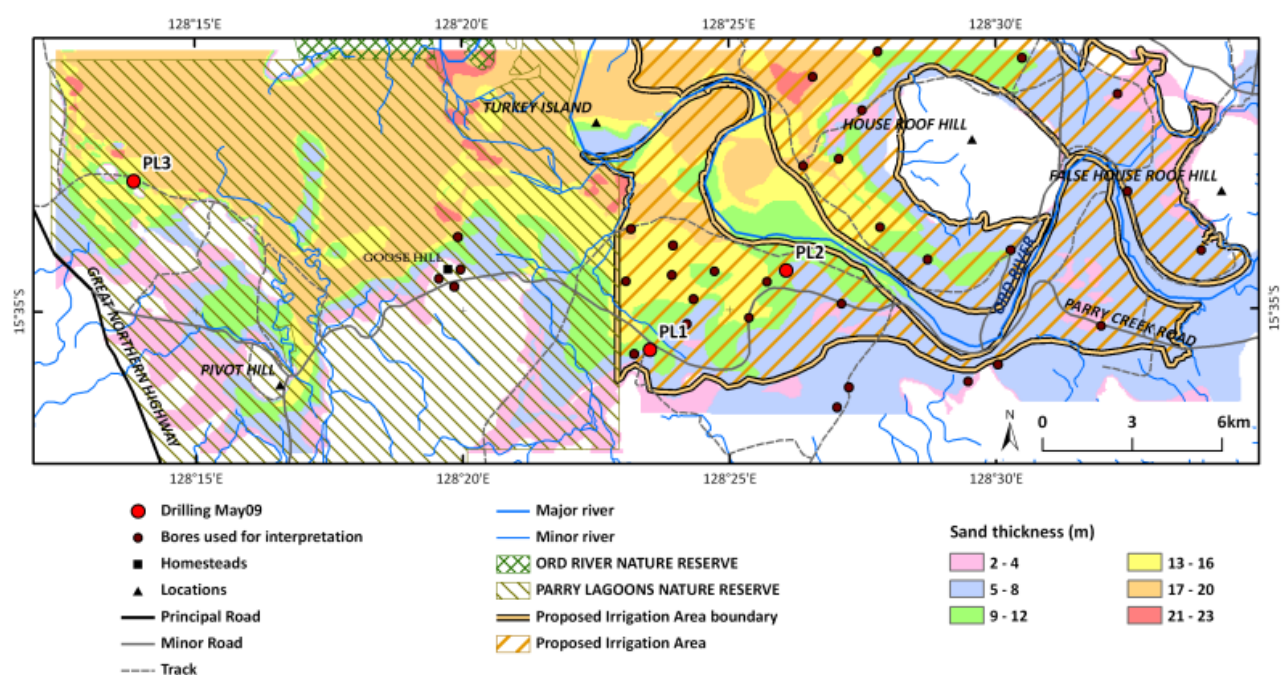 128°15'E 128°20'E 128°25'E 128°30'E
TURKEY ISLAND
HOUSE ROOF HILL
PL3
FALSE HOUSE ROOF HILL
GOOSE HILL
PL2
ORD RIVER
15°35'S
15°35'S
GREAT NORTHERN HIGHWAY
PARRY CREEK ROAD
PL1
PIVOT HILL
N
0 3 6km
128°15'E 128°20'E 128°25'E 128°30'E
Drilling May09
Bores used for interpretation
Homesteads
Locations
Principal Road
Minor Road
Track
Major river
Minor river
ORD RIVER NATURE RESERVE
PARRY LAGOONS NATURE RESERVE
Proposed Irrigation Area boundary
Proposed Irrigation Area
Sand thickness (m)
2 - 4
5 - 8
9 - 12
13 - 16
17 - 20
21 - 23